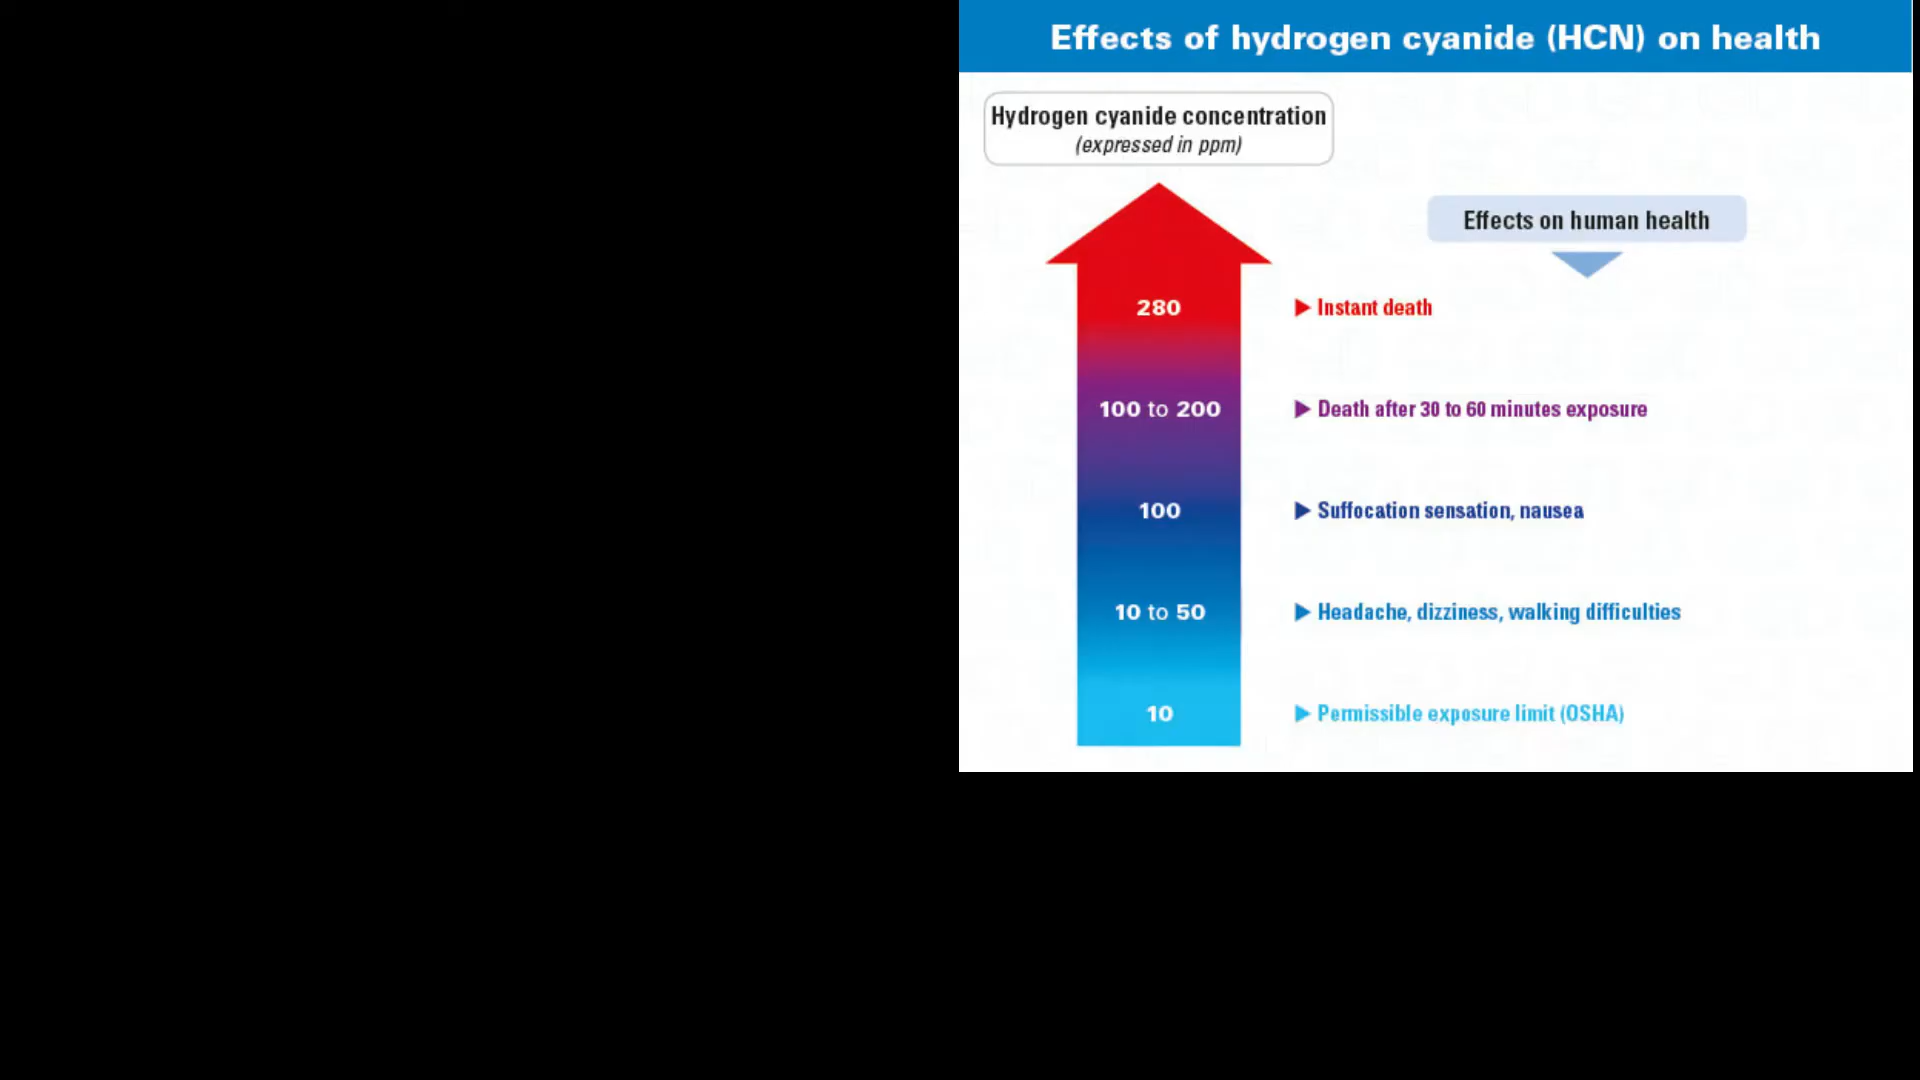 Effects of hydrogen cyanide (HCN) on health
Hydrogen cyanide concentration
(expressed in ppm)
Effects on human health
280 ▶ Instant death
100 to 200 ▶ Death after 30 to 60 minutes exposure
100 ▶ Suffocation sensation, nausea
10 to 50 ▶ Headache, dizziness, walking difficulties
10 ▶ Permissible exposure limit (OSHA)